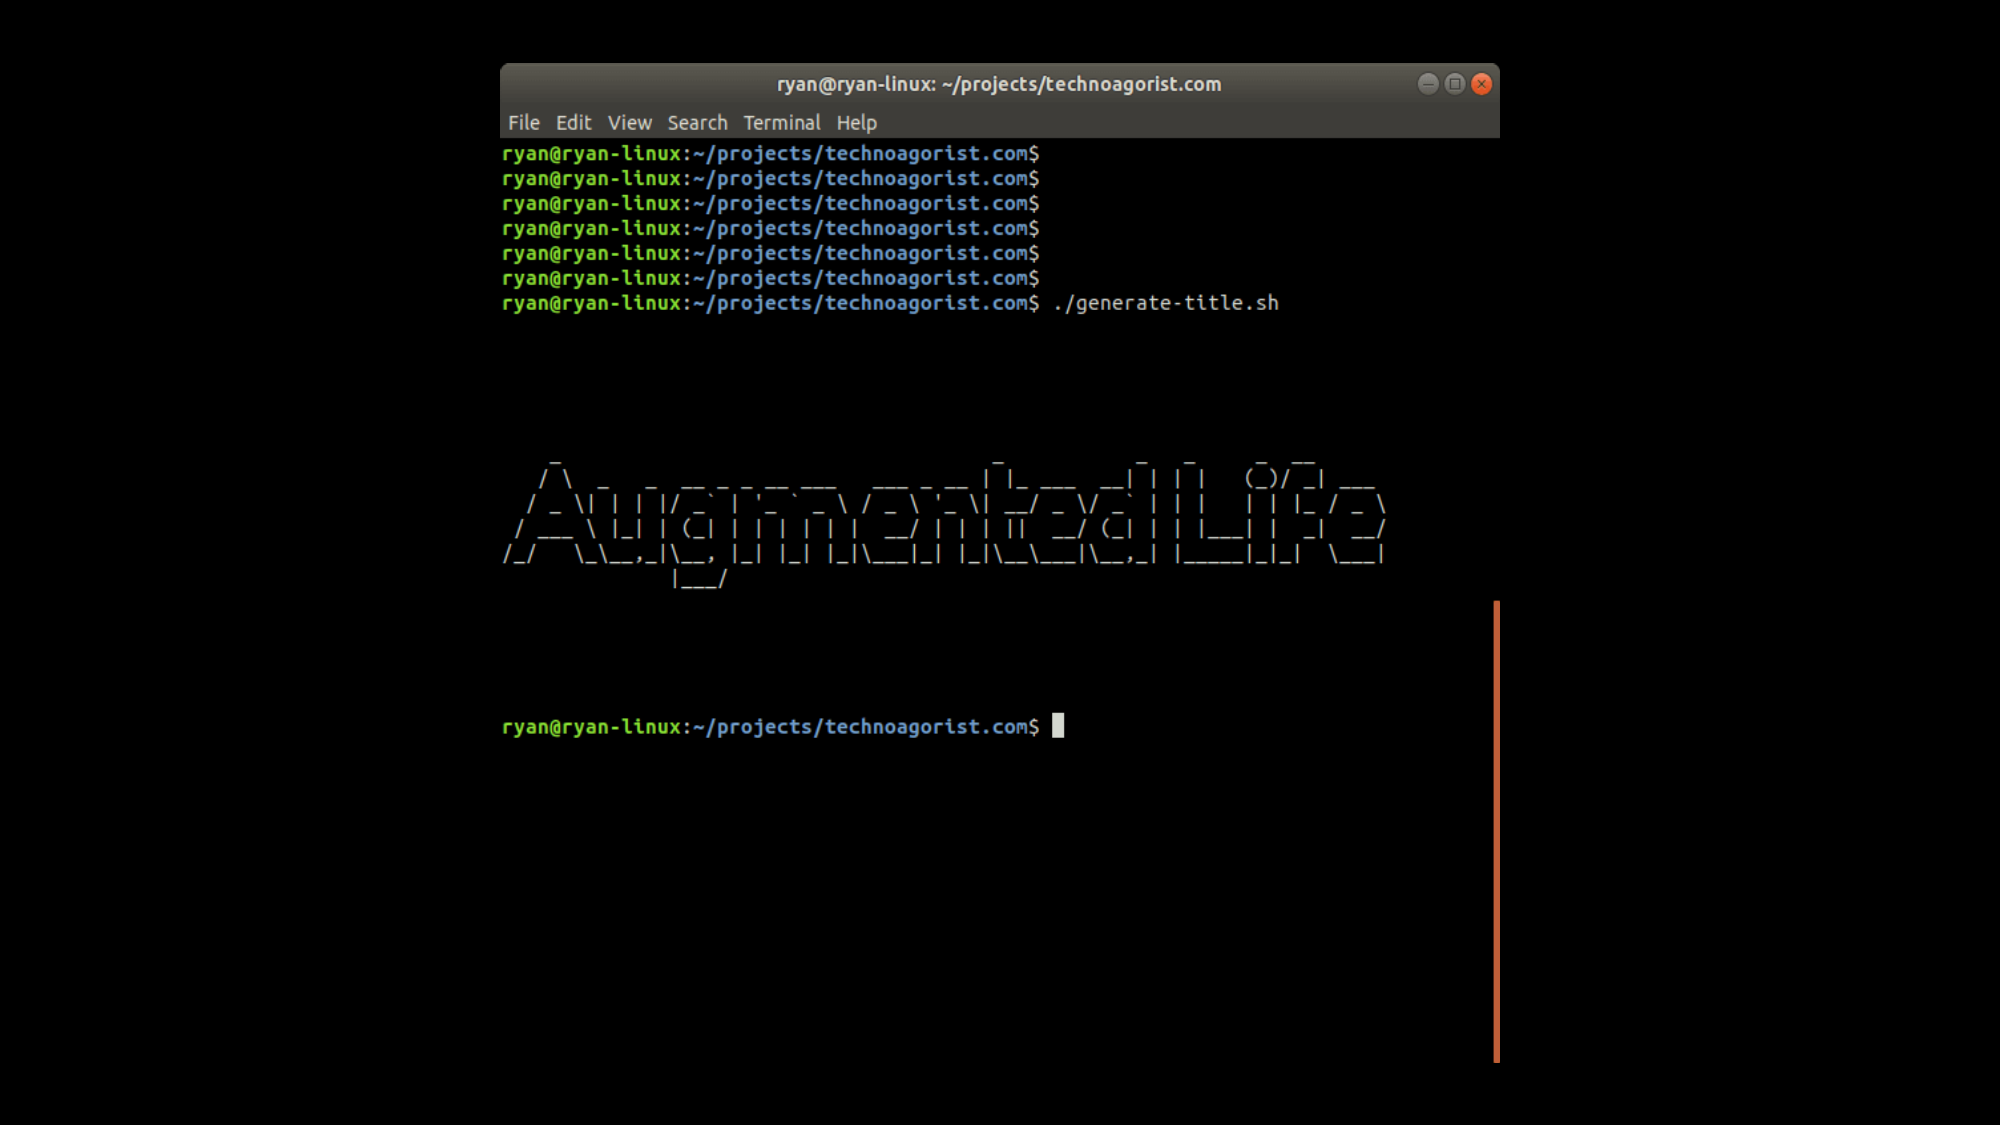 ryan@ryan-linux: ~/projects/technoagorist.com
File Edit View Search Terminal Help
ryan@ryan-linux:~/projects/technoagorist.com$
ryan@ryan-linux:~/projects/technoagorist.com$
ryan@ryan-linux:~/projects/technoagorist.com$
ryan@ryan-linux:~/projects/technoagorist.com$
ryan@ryan-linux:~/projects/technoagorist.com$
ryan@ryan-linux:~/projects/technoagorist.com$
ryan@ryan-linux:~/projects/technoagorist.com$ ./generate-title.sh
Augmented Life
ryan@ryan-linux:~/projects/technoagorist.com$